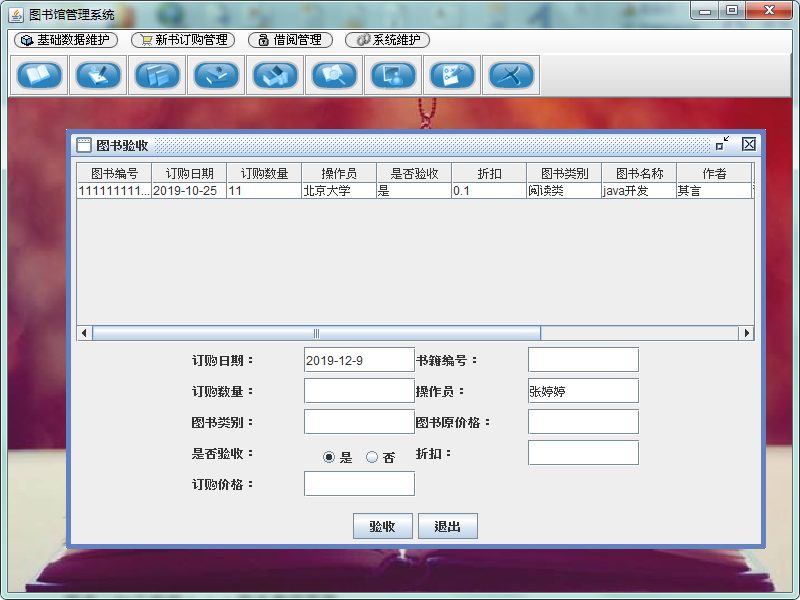 图书馆管理系统
基础数据维护 新书订购管理 借阅管理 系统维护
图书验收
图书编号 订购日期 订购数量 操作员 是否验收 折扣 图书类别 图书名称 作者
111111111... 2019-10-25 11 北京大学 是 0.1 阅读类 java开发 其言
订购日期： 2019-12-9 书籍编号：
订购数量： 操作员： 张婷婷
图书类别： 图书原价格：
是否验收： 是 否 折扣：
订购价格：
验收 退出